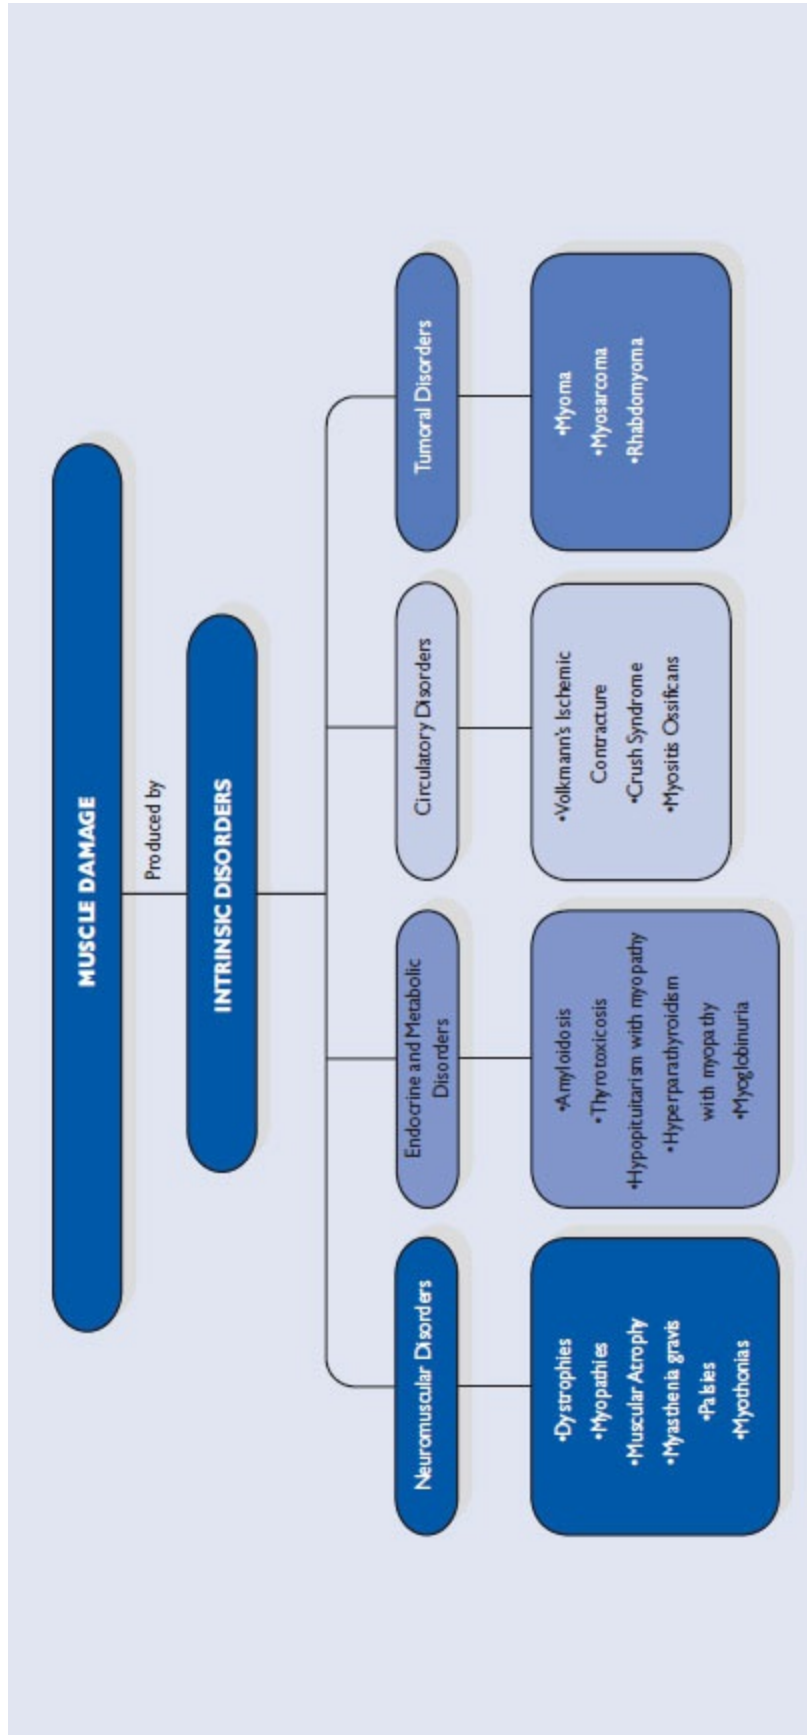 MUSCLE DAMAGE
Produced by
INTRINSIC DISORDERS
Neuromuscular Disorders
•Dystrophies
•Myopathies
•Muscular Atrophy
•Myasthenia gravis
•Palsies
•Myothonias
Endocrine and Metabolic
Disorders
•Amyloidosis
•Thyrotoxicosis
•Hypopituitarism with myopathy
•Hyperparathyroidism
with myopathy
•Myoglobinuria
Circulatory Disorders
•Volkmann's Ischemic
Contracture
•Crush Syndrome
•Myositis Ossificans
Tumoral Disorders
•Myoma
•Myosarcoma
•Rhabdomyoma